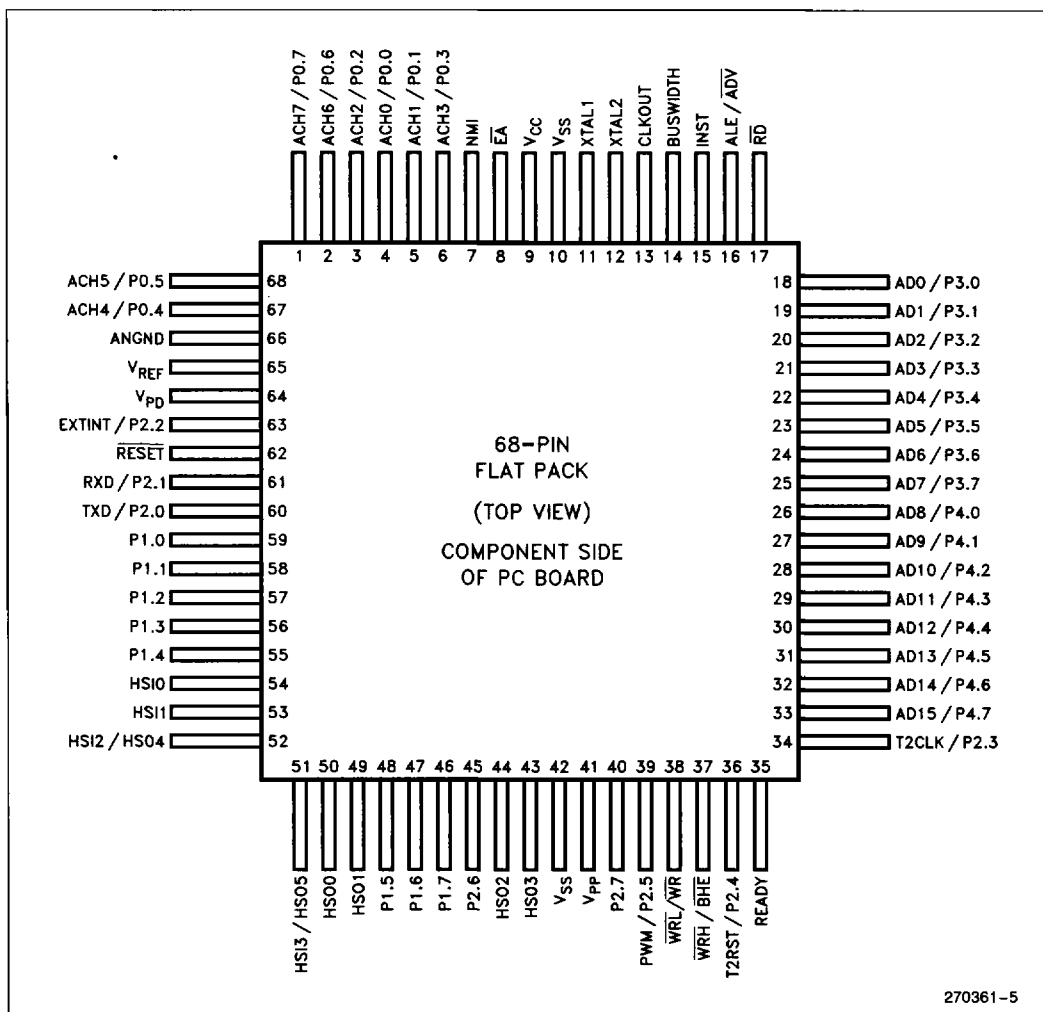 ACH7/P0.7
ACH6/P0.6
ACH2/P0.2
ACH0/P0.0
ACH1/P0.1
ACH3/P0.3
NMI
E̅A̅
VCC
VSS
XTAL1
XTAL2
CLKOUT
BUSWIDTH
INST
ALE/A̅D̅V̅
R̅D̅
1 2 3 4 5 6 7 8 9 10 11 12 13 14 15 16 17
ACH5/P0.5 68
ACH4/P0.4 67
ANGND 66
VREF 65
VPD 64
EXTINT/P2.2 63
R̅E̅S̅E̅T̅ 62
RXD/P2.1 61
TXD/P2.0 60
P1.0 59
P1.1 58
P1.2 57
P1.3 56
P1.4 55
HSI0 54
HSI1 53
HSI2/HSO4 52
68-PIN
FLAT PACK
(TOP VIEW)
COMPONENT SIDE
OF PC BOARD
18 AD0/P3.0
19 AD1/P3.1
20 AD2/P3.2
21 AD3/P3.3
22 AD4/P3.4
23 AD5/P3.5
24 AD6/P3.6
25 AD7/P3.7
26 AD8/P4.0
27 AD9/P4.1
28 AD10/P4.2
29 AD11/P4.3
30 AD12/P4.4
31 AD13/P4.5
32 AD14/P4.6
33 AD15/P4.7
34 T2CLK/P2.3
51 50 49 48 47 46 45 44 43 42 41 40 39 38 37 36 35
HSI3/HSO5
HSO0
HSO1
P1.5
P1.6
P1.7
P2.6
HSO2
HSO3
VSS
VPP
P2.7
PWM/P2.5
W̅R̅L̅/W̅R̅
W̅R̅H̅/B̅H̅E̅
T2RST/P2.4
READY
270361-5